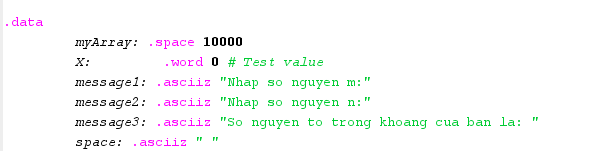 .data
myArray: .space 10000
X: .word 0 # Test value
message1: .asciiz "Nhap so nguyen m:"
message2: .asciiz "Nhap so nguyen n:"
message3: .asciiz "So nguyen to trong khoang cua ban la: "
space: .asciiz " "